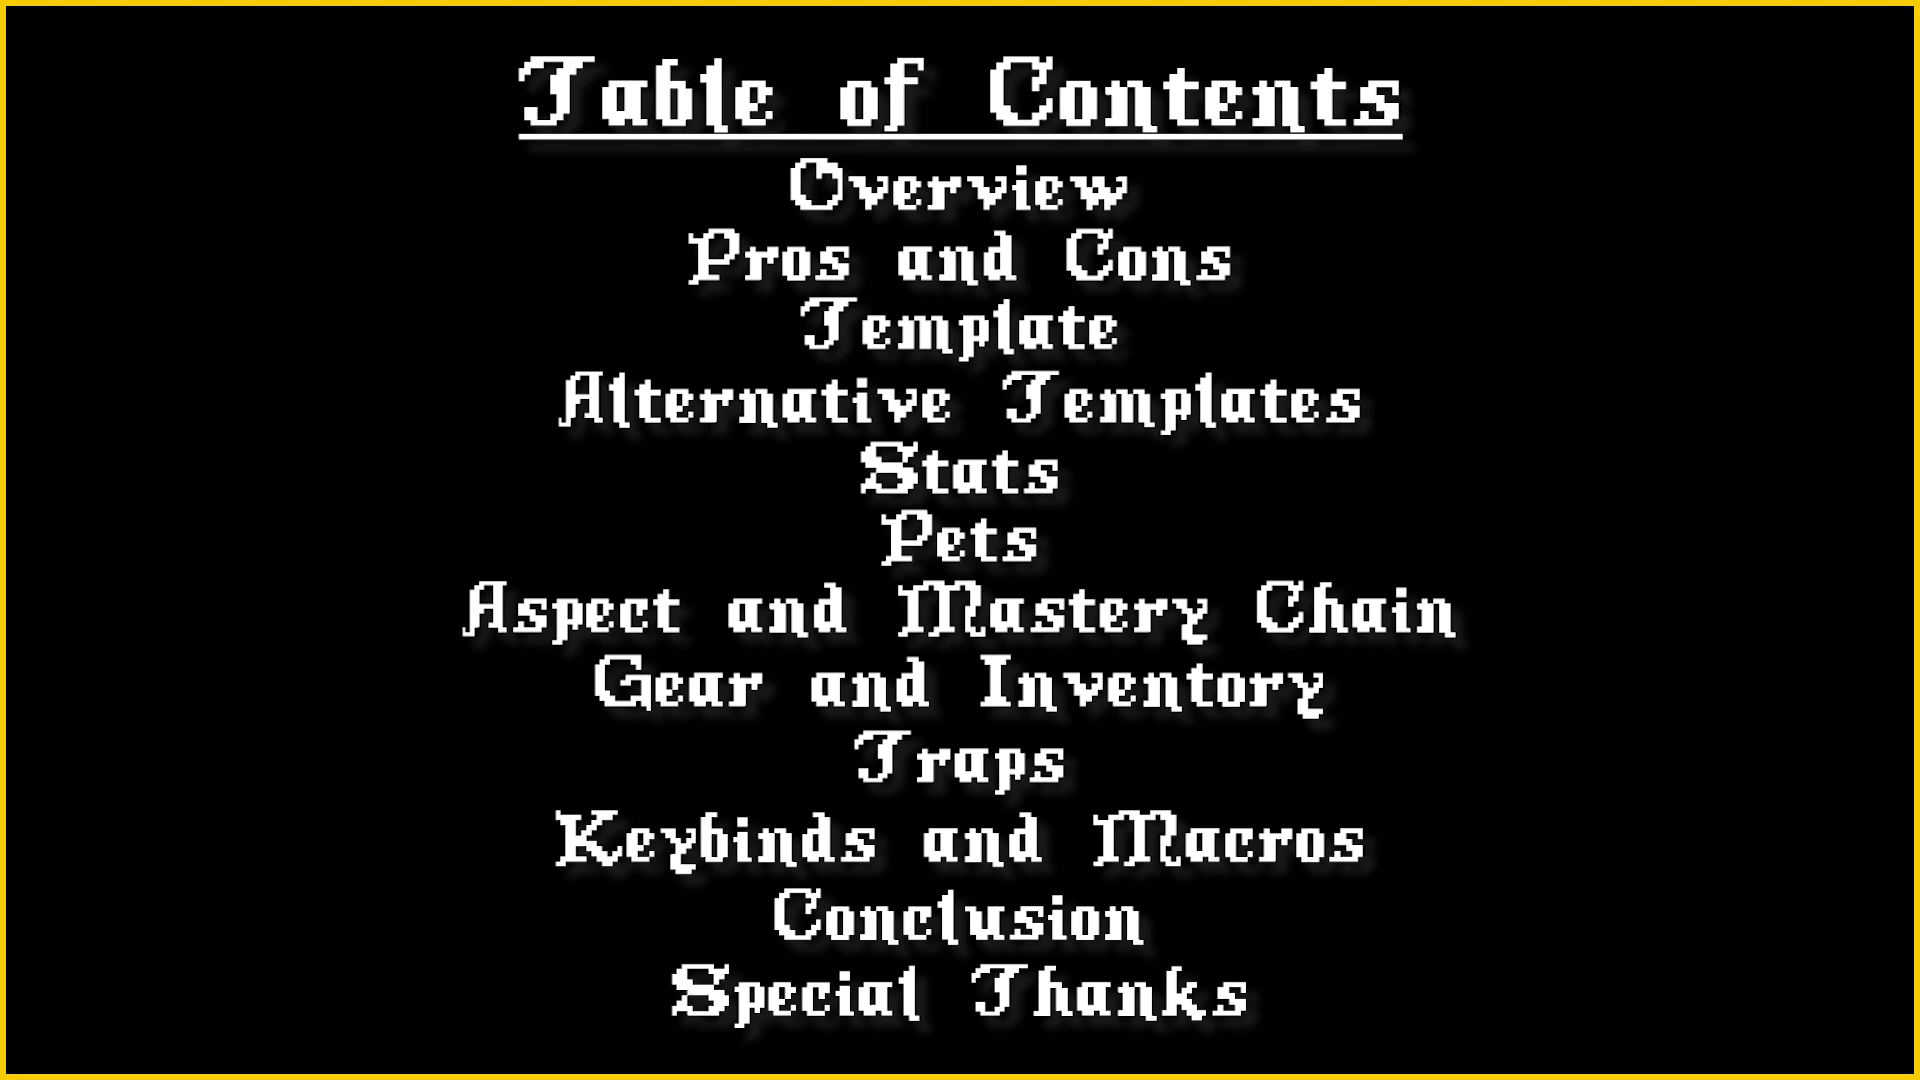 Table of Contents
Overview
Pros and Cons
Template
Alternative Templates
Stats
Pets
Aspect and Mastery Chain
Gear and Inventory
Traps
Keybinds and Macros
Conclusion
Special Thanks